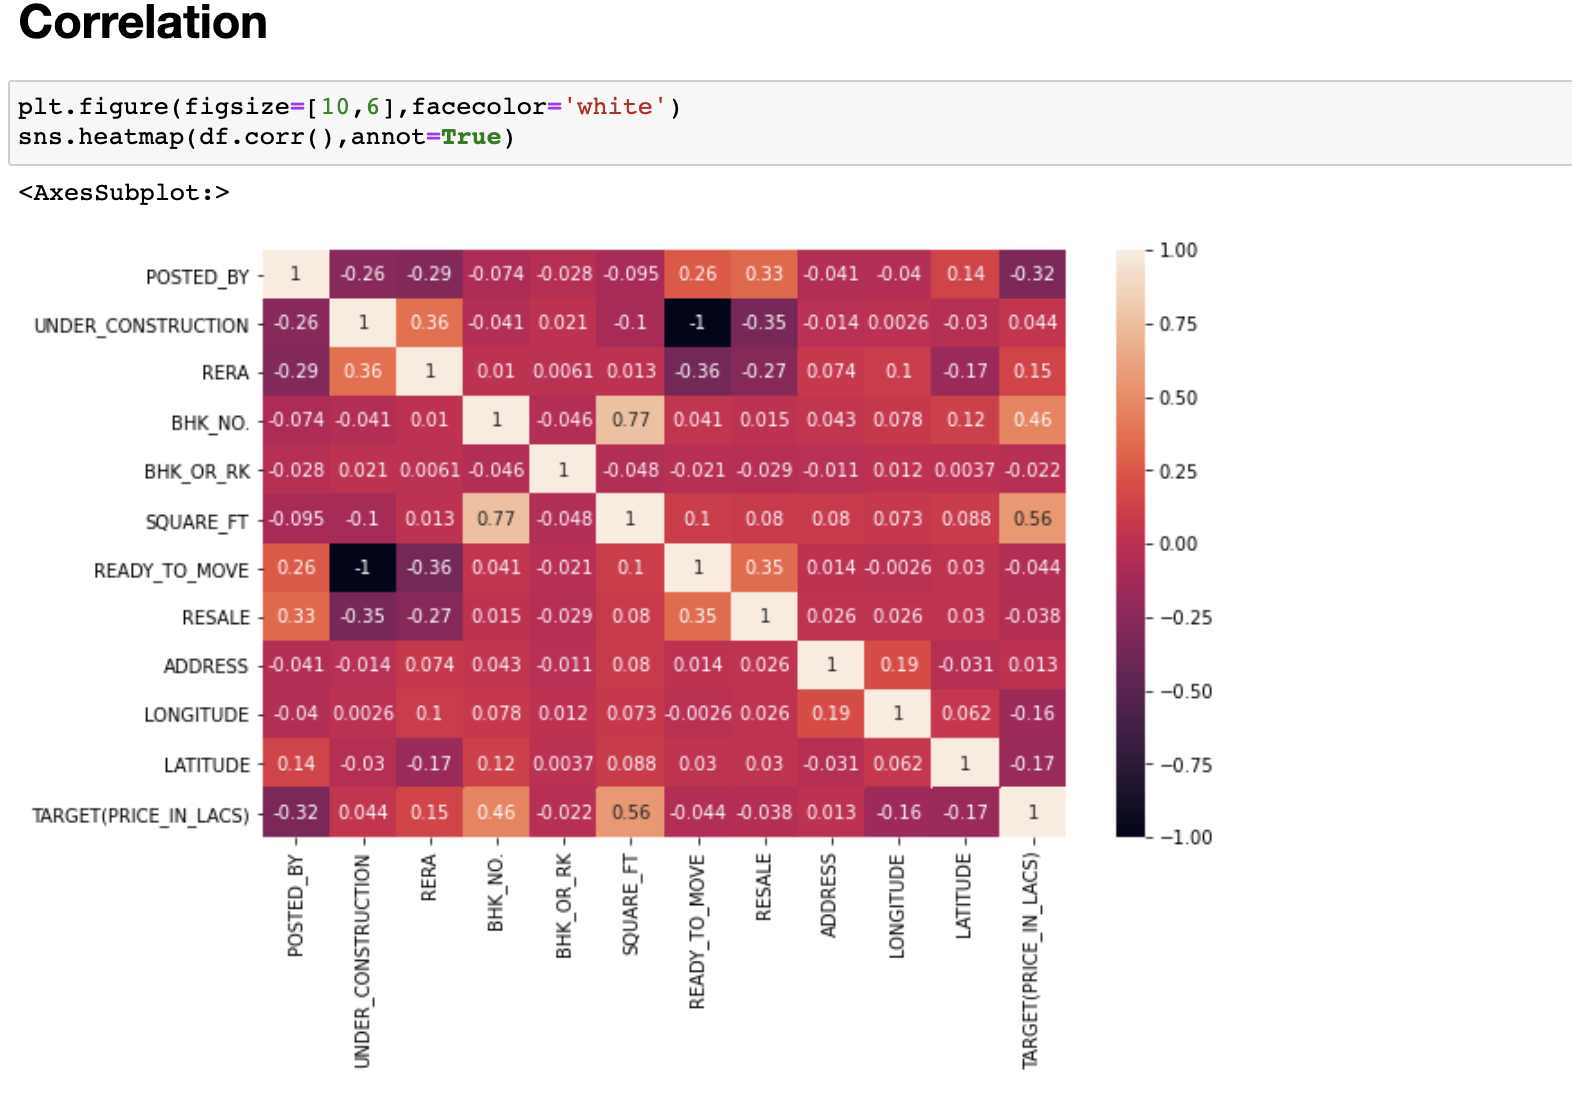 Correlation
plt.figure(figsize=[10,6],facecolor='white')
sns.heatmap(df.corr(),annot=True)
<AxesSubplot:>
POSTED_BY 1 -0.26 -0.29 -0.074 -0.028 -0.095 0.26 0.33 -0.041 -0.04 0.14 -0.32
UNDER_CONSTRUCTION -0.26 1 0.36 -0.041 0.021 -0.1 -1 -0.35 -0.014 0.0026 -0.03 0.044
RERA -0.29 0.36 1 0.01 0.0061 0.013 -0.36 -0.27 0.074 0.1 -0.17 0.15
BHK_NO. -0.074 -0.041 0.01 1 -0.046 0.77 0.041 0.015 0.043 0.078 0.12 0.46
BHK_OR_RK -0.028 0.021 0.0061 -0.046 1 -0.048 -0.021 -0.029 -0.011 0.012 0.0037 -0.022
SQUARE_FT -0.095 -0.1 0.013 0.77 -0.048 1 0.1 0.08 0.08 0.073 0.088 0.56
READY_TO_MOVE 0.26 -1 -0.36 0.041 -0.021 0.1 1 0.35 0.014 -0.0026 0.03 -0.044
RESALE 0.33 -0.35 -0.27 0.015 -0.029 0.08 0.35 1 0.026 0.026 0.03 -0.038
ADDRESS -0.041 -0.014 0.074 0.043 -0.011 0.08 0.014 0.026 1 0.19 -0.031 0.013
LONGITUDE -0.04 0.0026 0.1 0.078 0.012 0.073 -0.0026 0.026 0.19 1 0.062 -0.16
LATITUDE 0.14 -0.03 -0.17 0.12 0.0037 0.088 0.03 0.03 -0.031 0.062 1 -0.17
TARGET(PRICE_IN_LACS) -0.32 0.044 0.15 0.46 -0.022 0.56 -0.044 -0.038 0.013 -0.16 -0.17 1
POSTED_BY
UNDER_CONSTRUCTION
RERA
BHK_NO.
BHK_OR_RK
SQUARE_FT
READY_TO_MOVE
RESALE
ADDRESS
LONGITUDE
LATITUDE
TARGET(PRICE_IN_LACS)
1.00
0.75
0.50
0.25
0.00
−0.25
−0.50
−0.75
−1.00